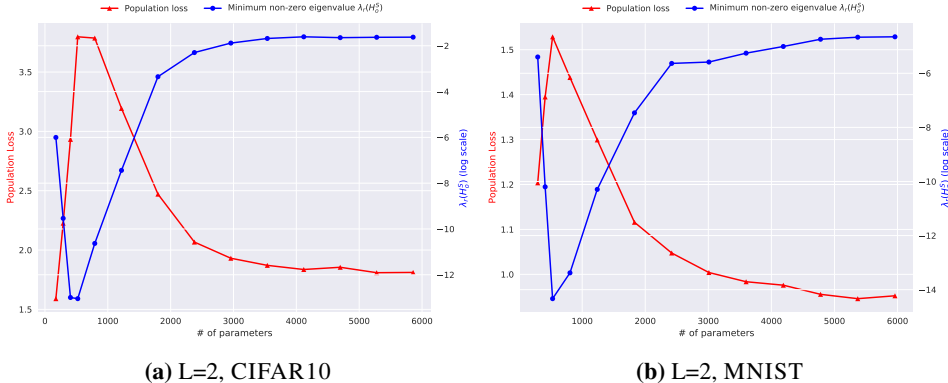 Population loss
Minimum non-zero eigenvalue λr(H_o^S)
Population loss
Minimum non-zero eigenvalue λr(H_o^S)
Population Loss
3.5
3.0
2.5
2.0
1.5
−2
−4
−6
−8
−10
−12
λr(H_o^S) (log scale)
0 1000 2000 3000 4000 5000 6000
# of parameters
Population Loss
1.5
1.4
1.3
1.2
1.1
1.0
−6
−8
−10
−12
−14
λr(H_o^S) (log scale)
1000 2000 3000 4000 5000 6000
# of parameters
(a) L=2, CIFAR10
(b) L=2, MNIST